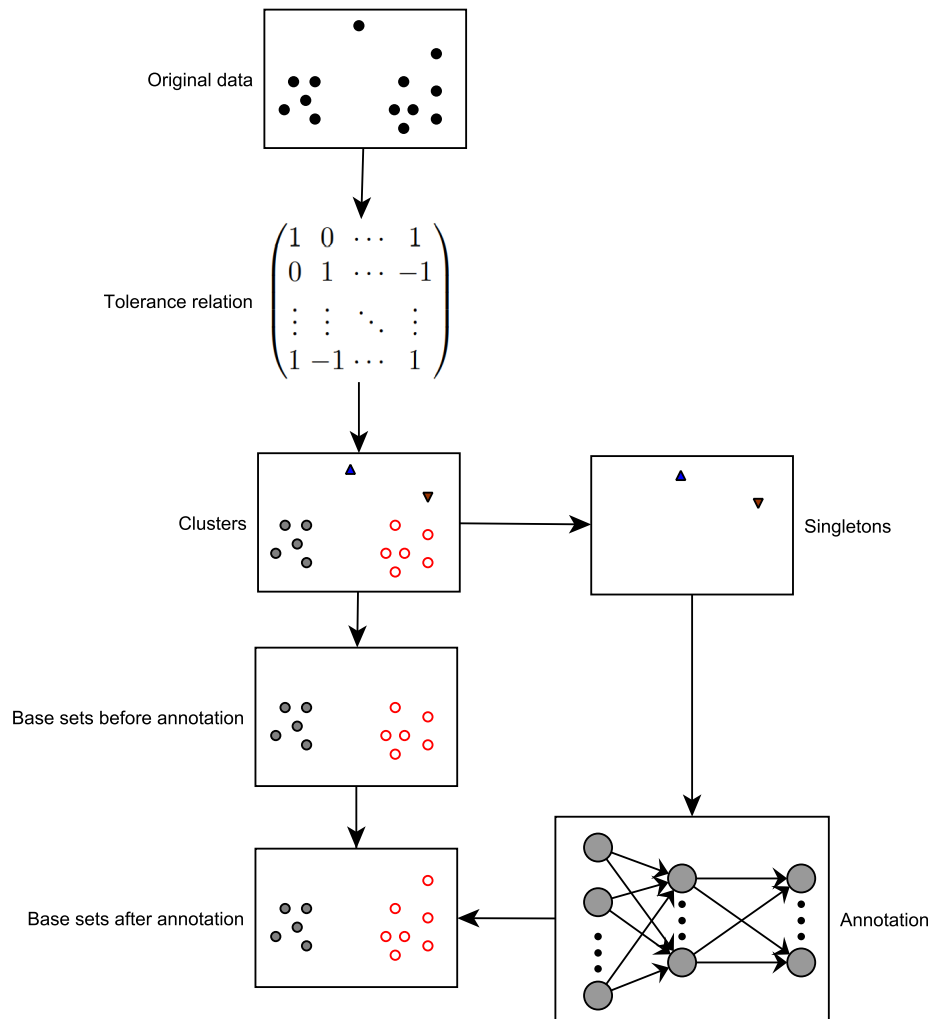 Original data
1 0 ⋯ 1
0 1 ⋯ −1
⋮ ⋮ ⋱ ⋮
1 −1 ⋯ 1
Tolerance relation
Clusters
Singletons
Base sets before annotation
Base sets after annotation
Annotation